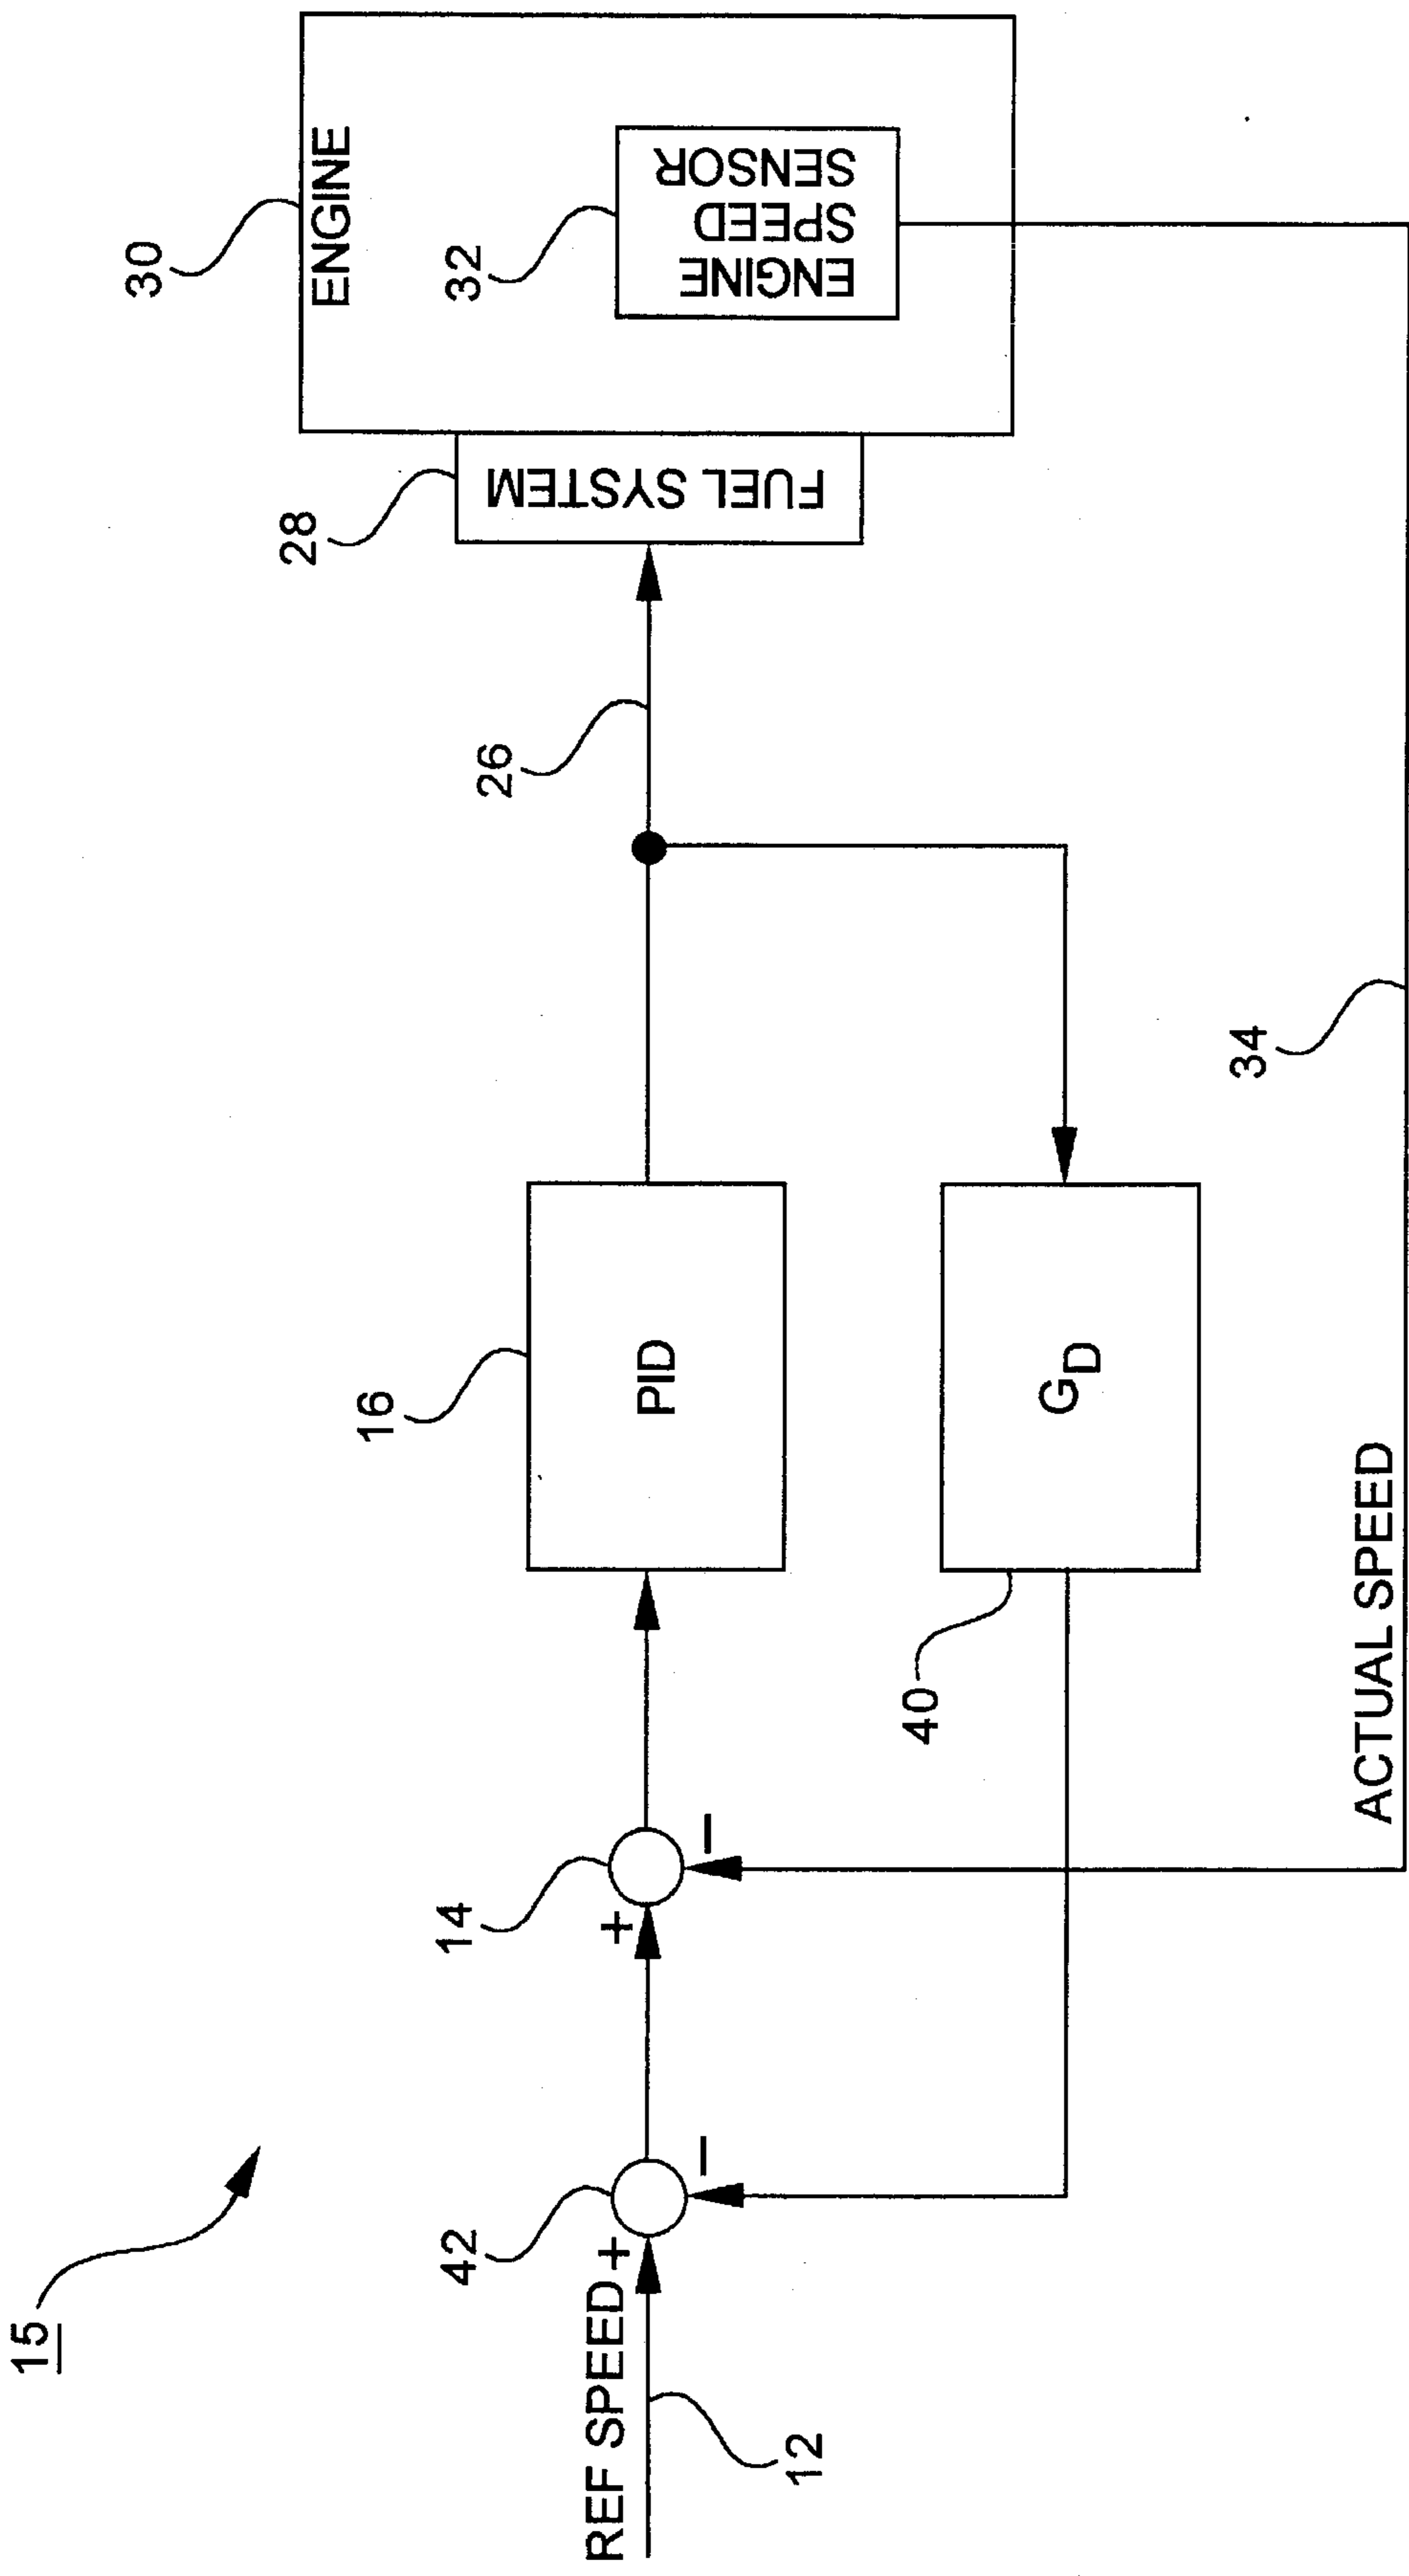 15
REF SPEED
+
12
42
−
+
14
−
16
PID
40
G_D
26
28
FUEL SYSTEM
30
ENGINE
32
ENGINE
SPEED
SENSOR
34
ACTUAL SPEED